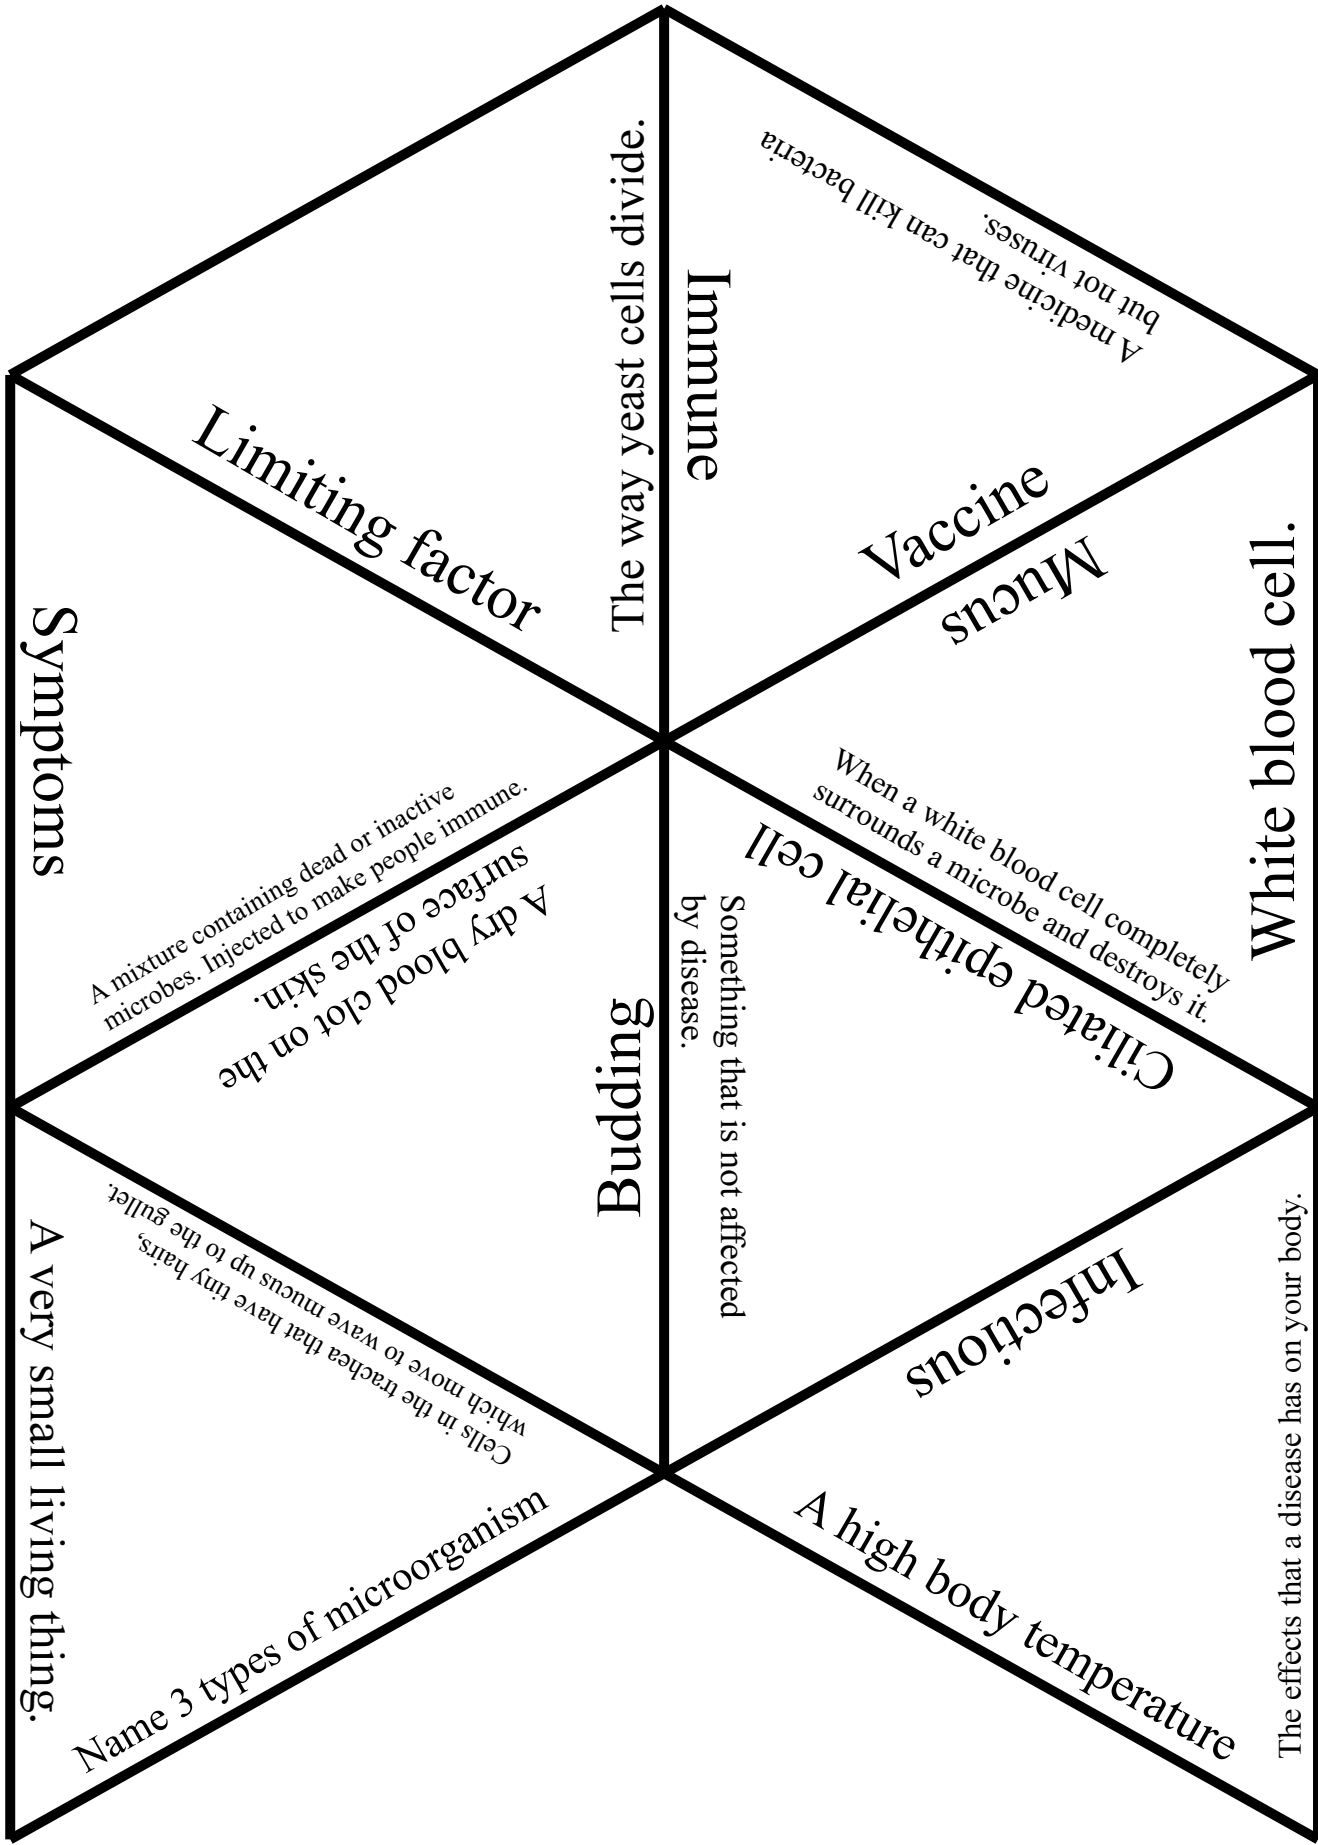 The way yeast cells divide.
Limiting factor
Immune
A medicine that can kill bacteria
but not viruses.
Vaccine
Mucus
White blood cell.
When a white blood cell completely
surrounds a microbe and destroys it.
Symptoms
A mixture containing dead or inactive
microbes. Injected to make people immune.
A dry blood clot on the
surface of the skin.
Budding
Ciliated epithelial cell
Something that is not affected
by disease.
A very small living thing.
Cells in the trachea that have tiny hairs,
which move to wave mucus up to the gullet.
Name 3 types of microorganism
Infectious
A high body temperature
The effects that a disease has on your body.